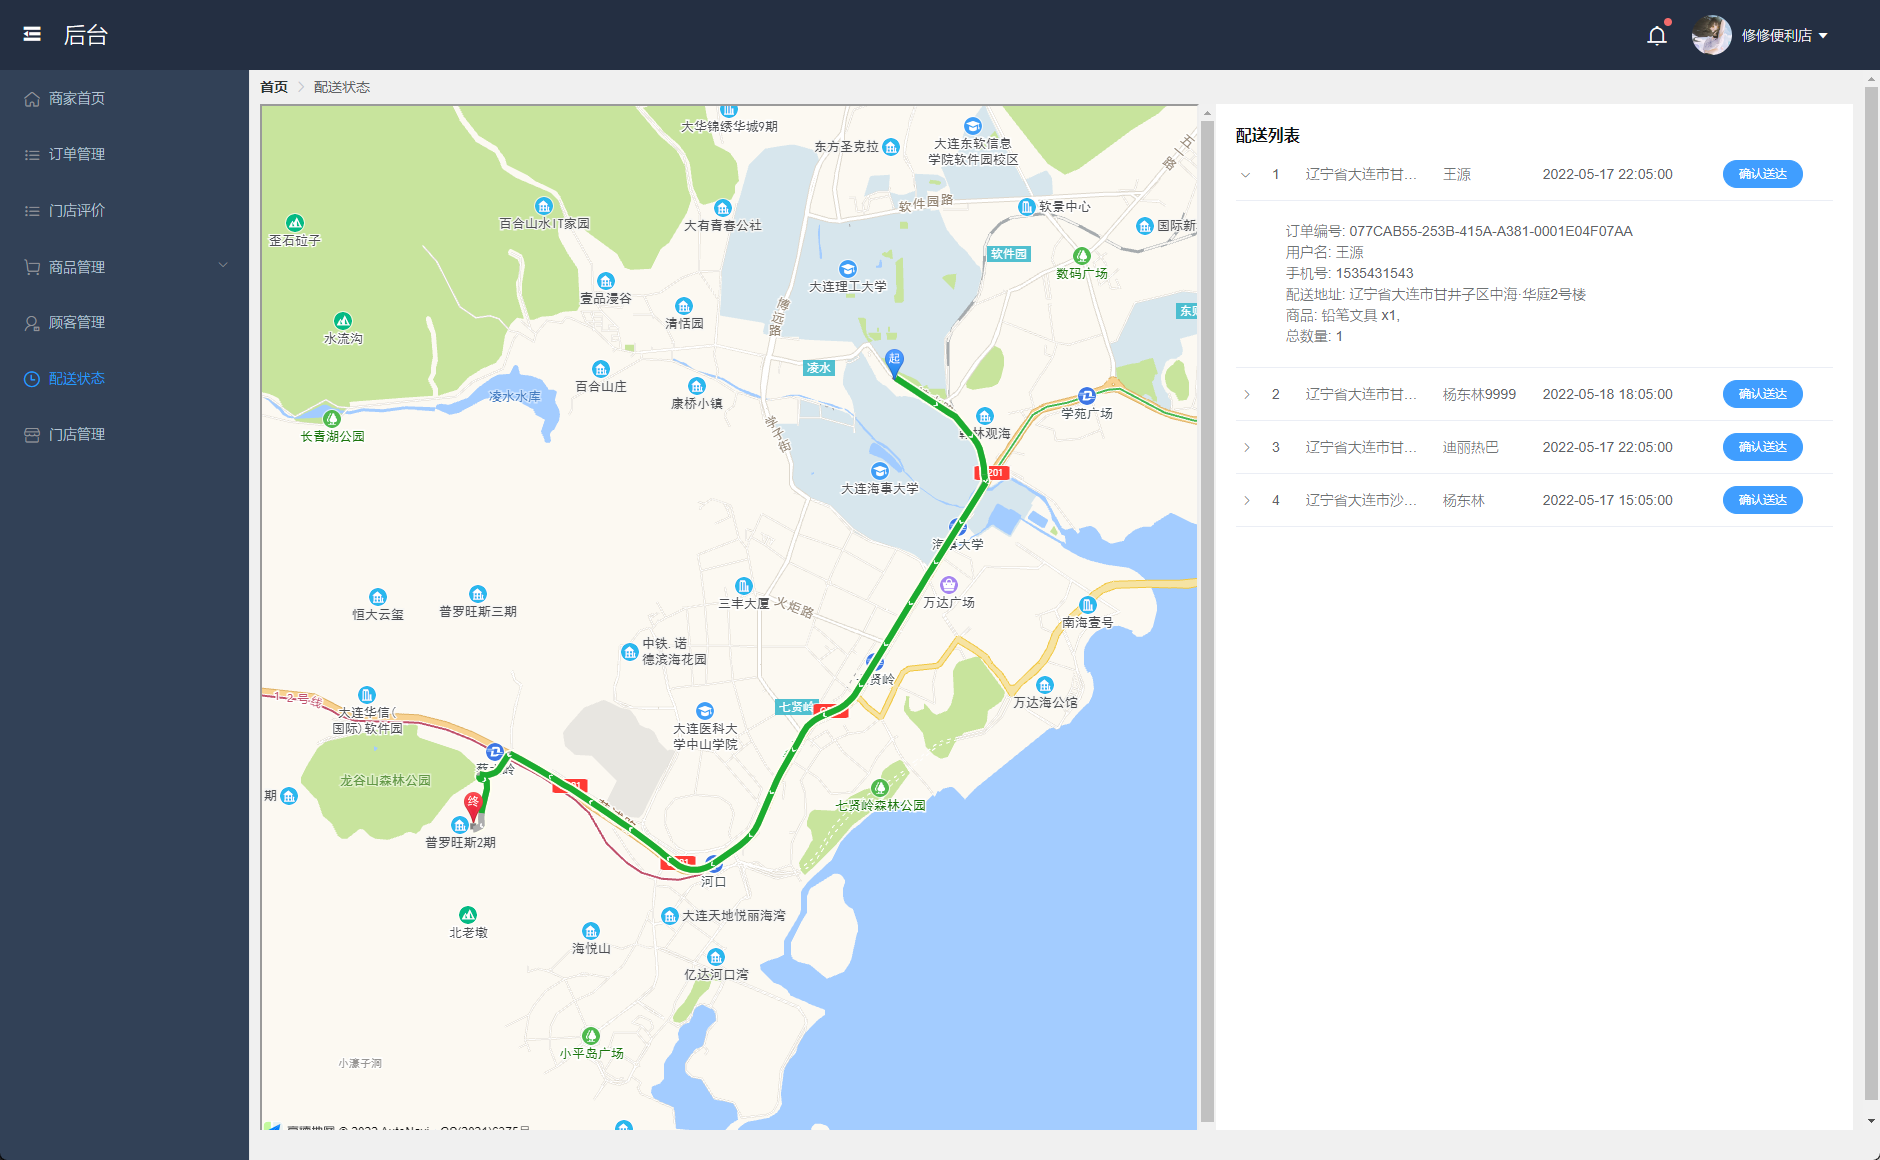 后台
修修便利店
商家首页
订单管理
门店评价
商品管理
顾客管理
配送状态
门店管理
首页
配送状态
大华锦绣华城9期
东方圣克拉
大连东软信息
学院软件园校区
五一路
百合山水IT家园
大有青春公社
软件园路
软景中心
国际新
歪石砬子
软件园
数码广场
大连理工大学
壹品漫谷
清恬园
博远路
水流沟
凌水
起
百合山庄
康桥小镇
凌水水库
学苑广场
长青湖公园
林观海
学子街
201
大连海事大学
大学
恒大云玺
普罗旺斯三期
三丰大厦
火炬路
万达广场
南海壹号
中铁.诺
德滨海花园
贤岭
12号线
大连华信(
国际)软件园
七贤岭
万达海公馆
大连医科大
学中山学院
岭
龙谷山森林公园
期
终
七贤岭森林公园
普罗旺斯2期
河口
北老墩
海悦山
大连天地悦丽海湾
亿达河口湾
小平岛广场
小濠子洞
配送列表
1 辽宁省大连市甘... 王源 2022-05-17 22:05:00 确认送达
订单编号: 077CAB55-253B-415A-A381-0001E04F07AA
用户名: 王源
手机号: 1535431543
配送地址: 辽宁省大连市甘井子区中海·华庭2号楼
商品: 铅笔文具 x1,
总数量: 1
2 辽宁省大连市甘... 杨东林9999 2022-05-18 18:05:00 确认送达
3 辽宁省大连市甘... 迪丽热巴 2022-05-17 22:05:00 确认送达
4 辽宁省大连市沙... 杨东林 2022-05-17 15:05:00 确认送达